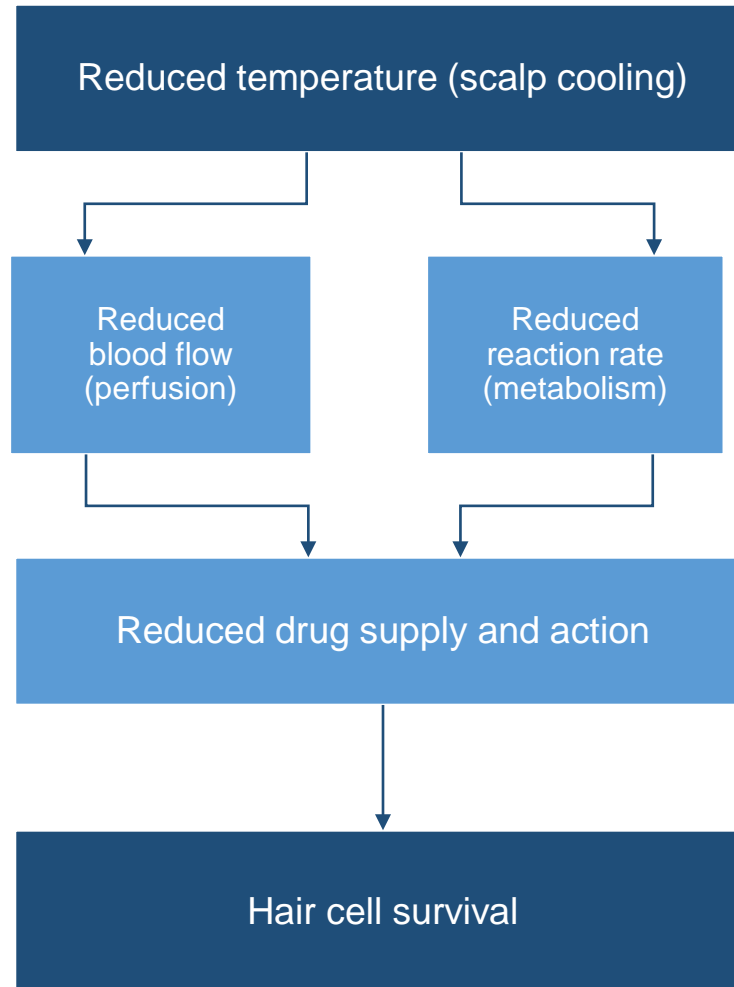 Reduced temperature (scalp cooling)
Reduced
blood flow
(perfusion)
Reduced
reaction rate
(metabolism)
Reduced drug supply and action
Hair cell survival